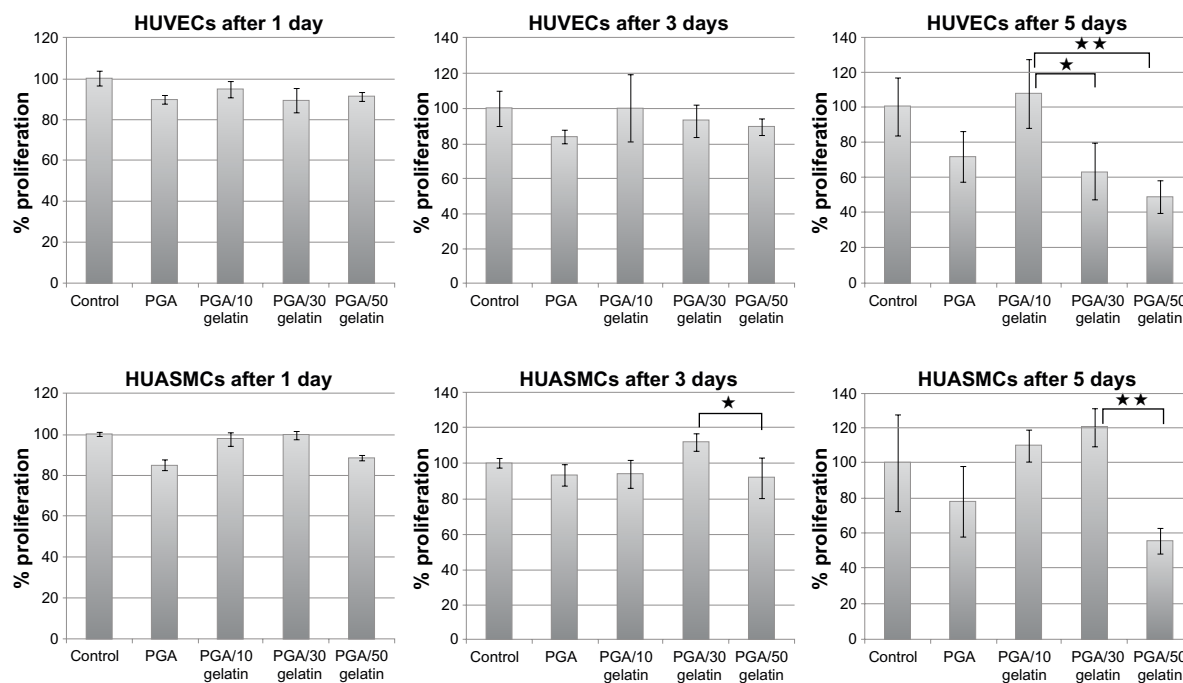 HUVECs after 1 day
% proliferation
120
100
80
60
40
20
0
Control PGA PGA/10 PGA/30 PGA/50
gelatin gelatin gelatin
HUVECs after 3 days
% proliferation
140
120
100
80
60
40
20
0
Control PGA PGA/10 PGA/30 PGA/50
gelatin gelatin gelatin
HUVECs after 5 days
% proliferation
140
120
100
80
60
40
20
0
★★
★
Control PGA PGA/10 PGA/30 PGA/50
gelatin gelatin gelatin
HUASMCs after 1 day
% proliferation
120
100
80
60
40
20
0
Control PGA PGA/10 PGA/30 PGA/50
gelatin gelatin gelatin
HUASMCs after 3 days
% proliferation
140
120
100
80
60
40
20
0
★
Control PGA PGA/10 PGA/30 PGA/50
gelatin gelatin gelatin
HUASMCs after 5 days
% proliferation
140
120
100
80
60
40
20
0
★★
Control PGA PGA/10 PGA/30 PGA/50
gelatin gelatin gelatin